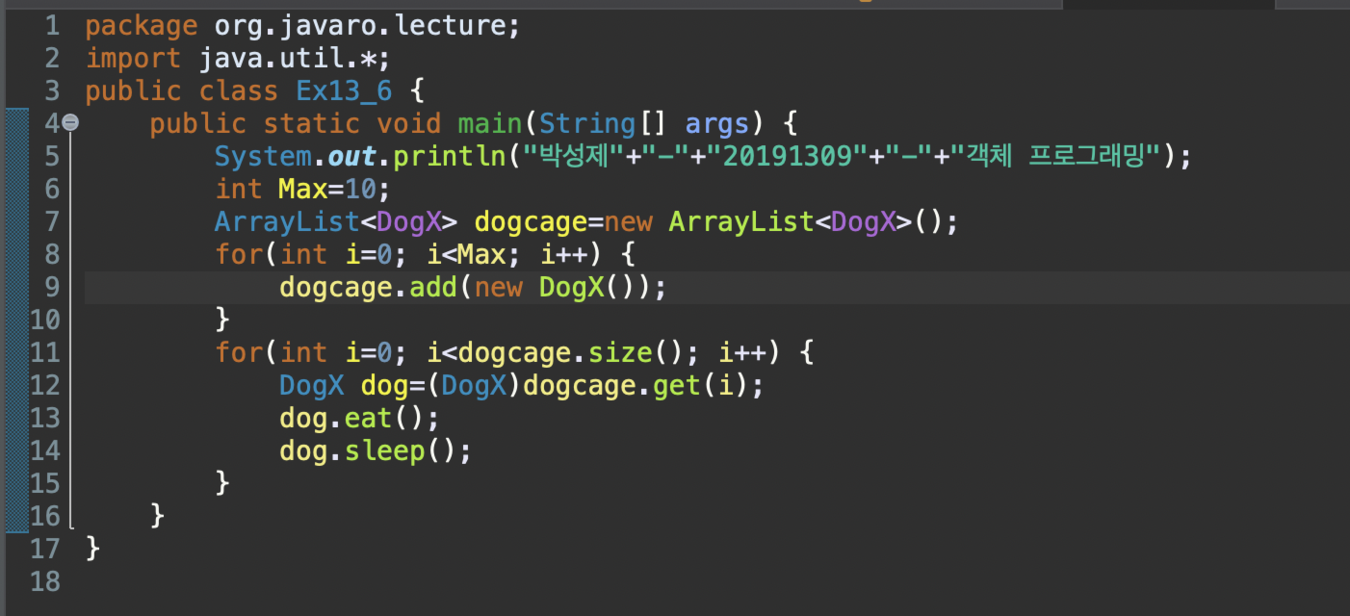 1 package org.javaro.lecture;
2 import java.util.*;
3 public class Ex13_6 {
4 public static void main(String[] args) {
5 System.out.println("박성제"+"-"+"20191309"+"-"+"객체 프로그래밍");
6 int Max=10;
7 ArrayList<DogX> dogcage=new ArrayList<DogX>();
8 for(int i=0; i<Max; i++) {
9 dogcage.add(new DogX());
10 }
11 for(int i=0; i<dogcage.size(); i++) {
12 DogX dog=(DogX)dogcage.get(i);
13 dog.eat();
14 dog.sleep();
15 }
16 }
17 }
18